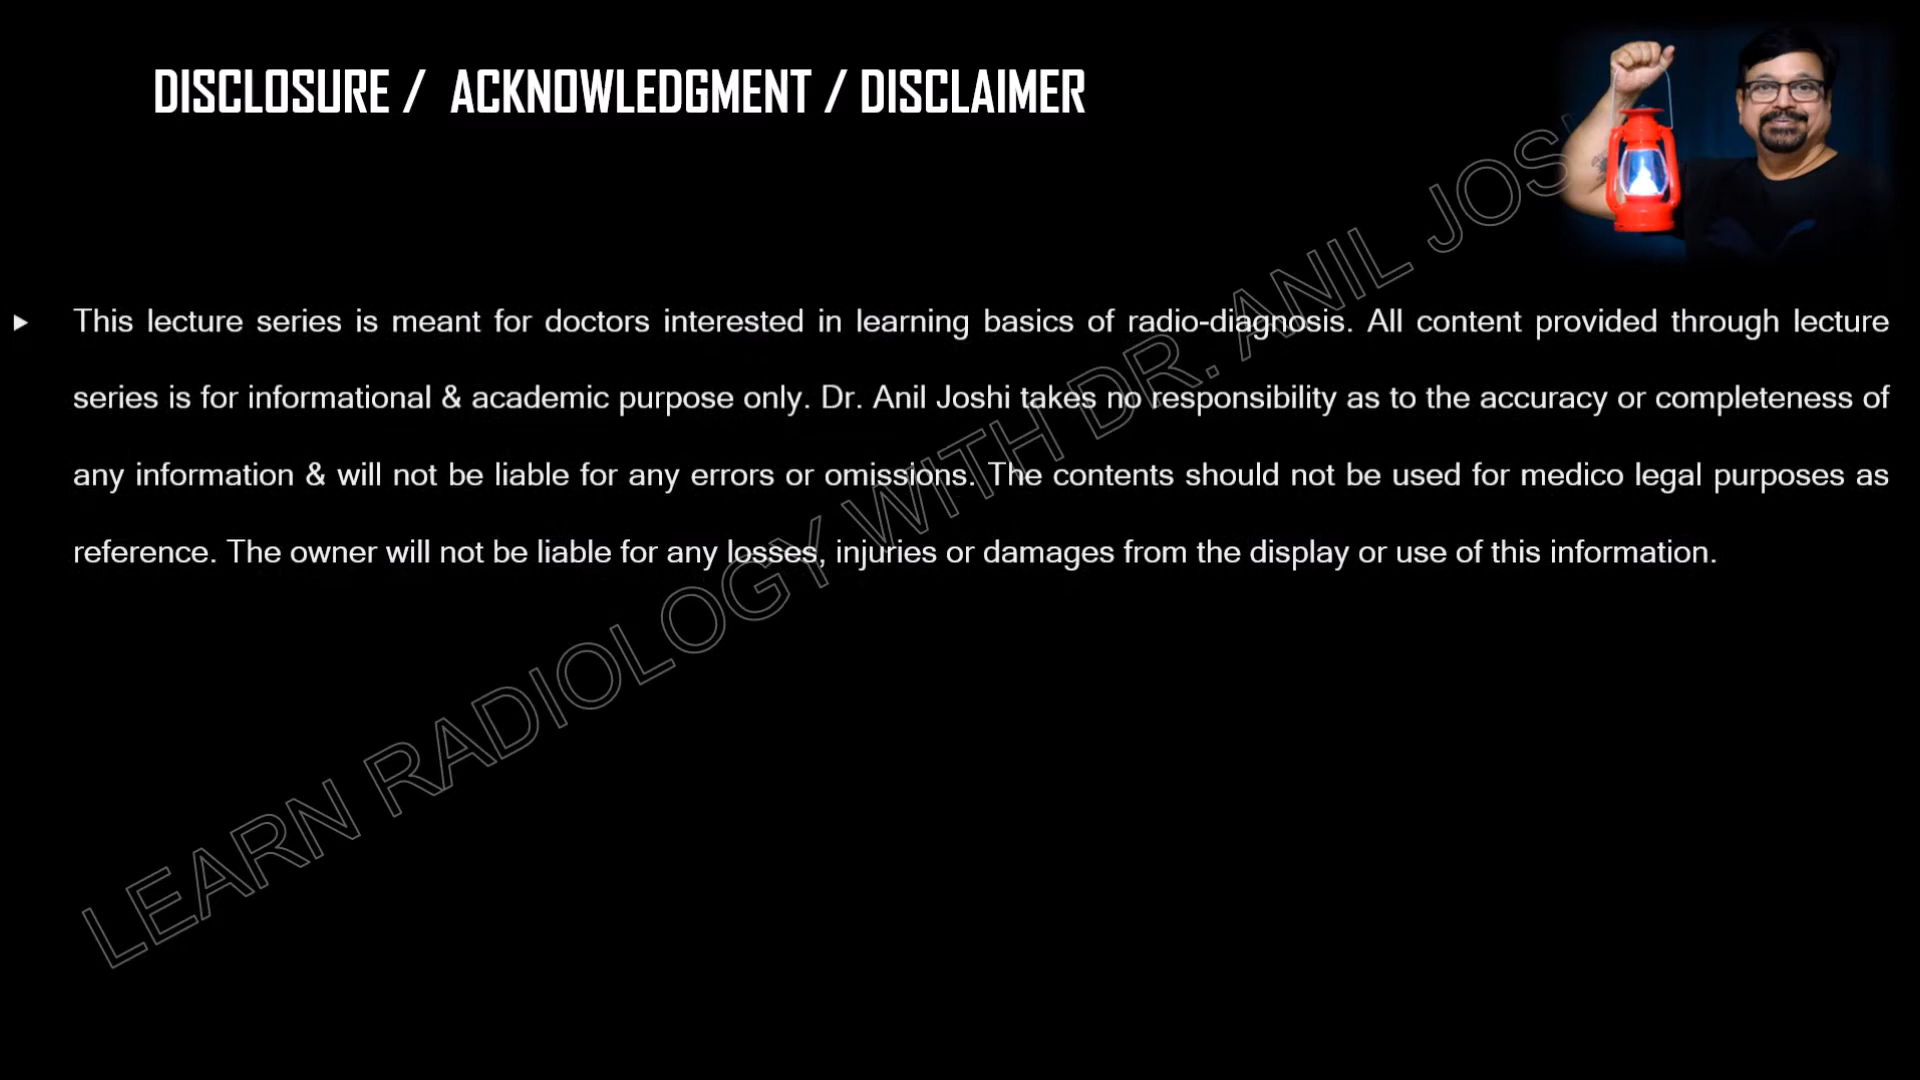 DISCLOSURE / ACKNOWLEDGMENT / DISCLAIMER
This lecture series is meant for doctors interested in learning basics of radio-diagnosis. All content provided through lecture
series is for informational & academic purpose only. Dr. Anil Joshi takes no responsibility as to the accuracy or completeness of
any information & will not be liable for any errors or omissions. The contents should not be used for medico legal purposes as
reference. The owner will not be liable for any losses, injuries or damages from the display or use of this information.
LEARN RADIOLOGY WITH DR. ANIL JOS